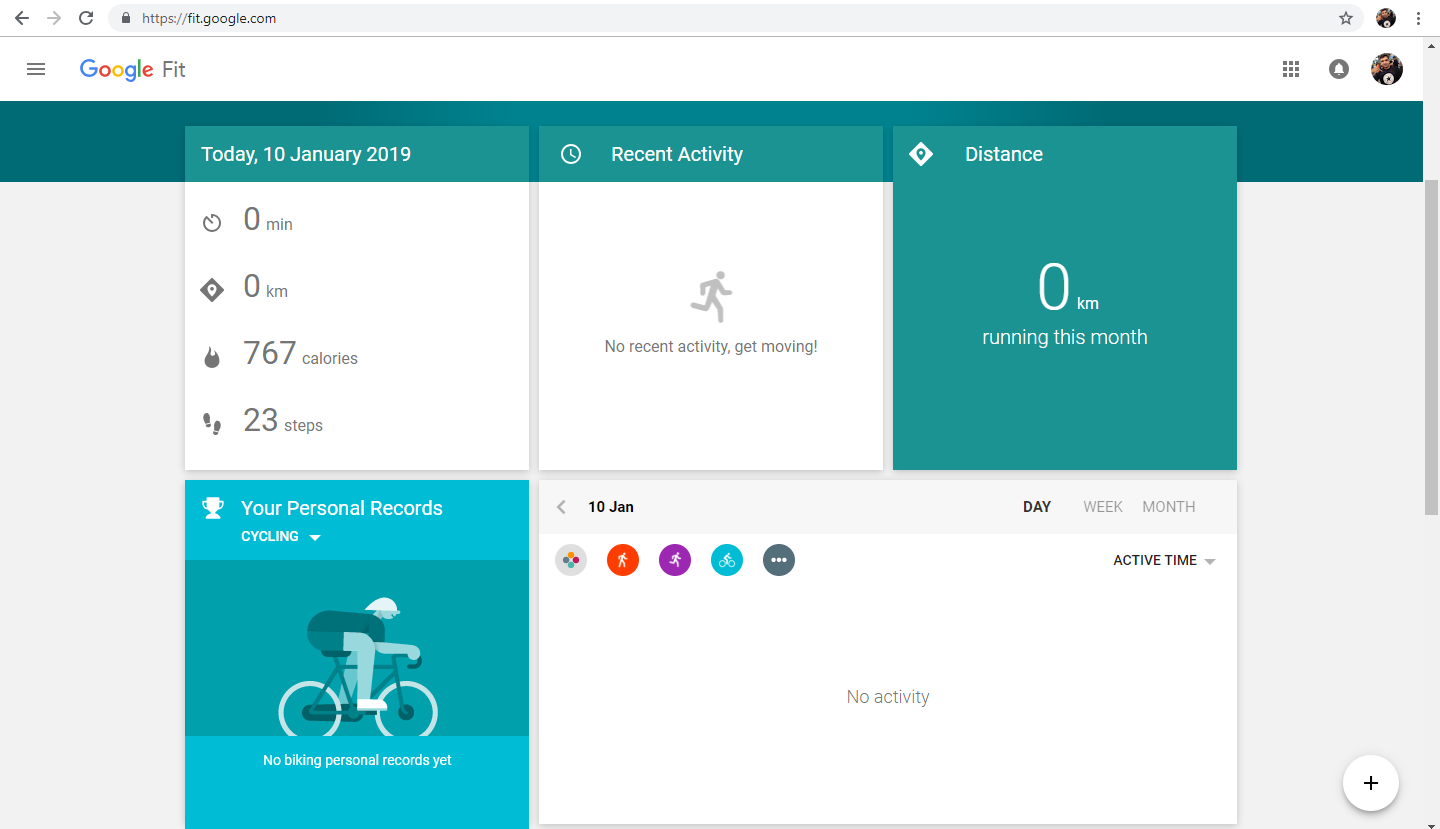 https://fit.google.com
Google Fit
Today, 10 January 2019
0 min
0 km
767 calories
23 steps
Recent Activity
No recent activity, get moving!
Distance
0 km
running this month
Your Personal Records
CYCLING
No biking personal records yet
10 Jan
DAY WEEK MONTH
ACTIVE TIME
No activity